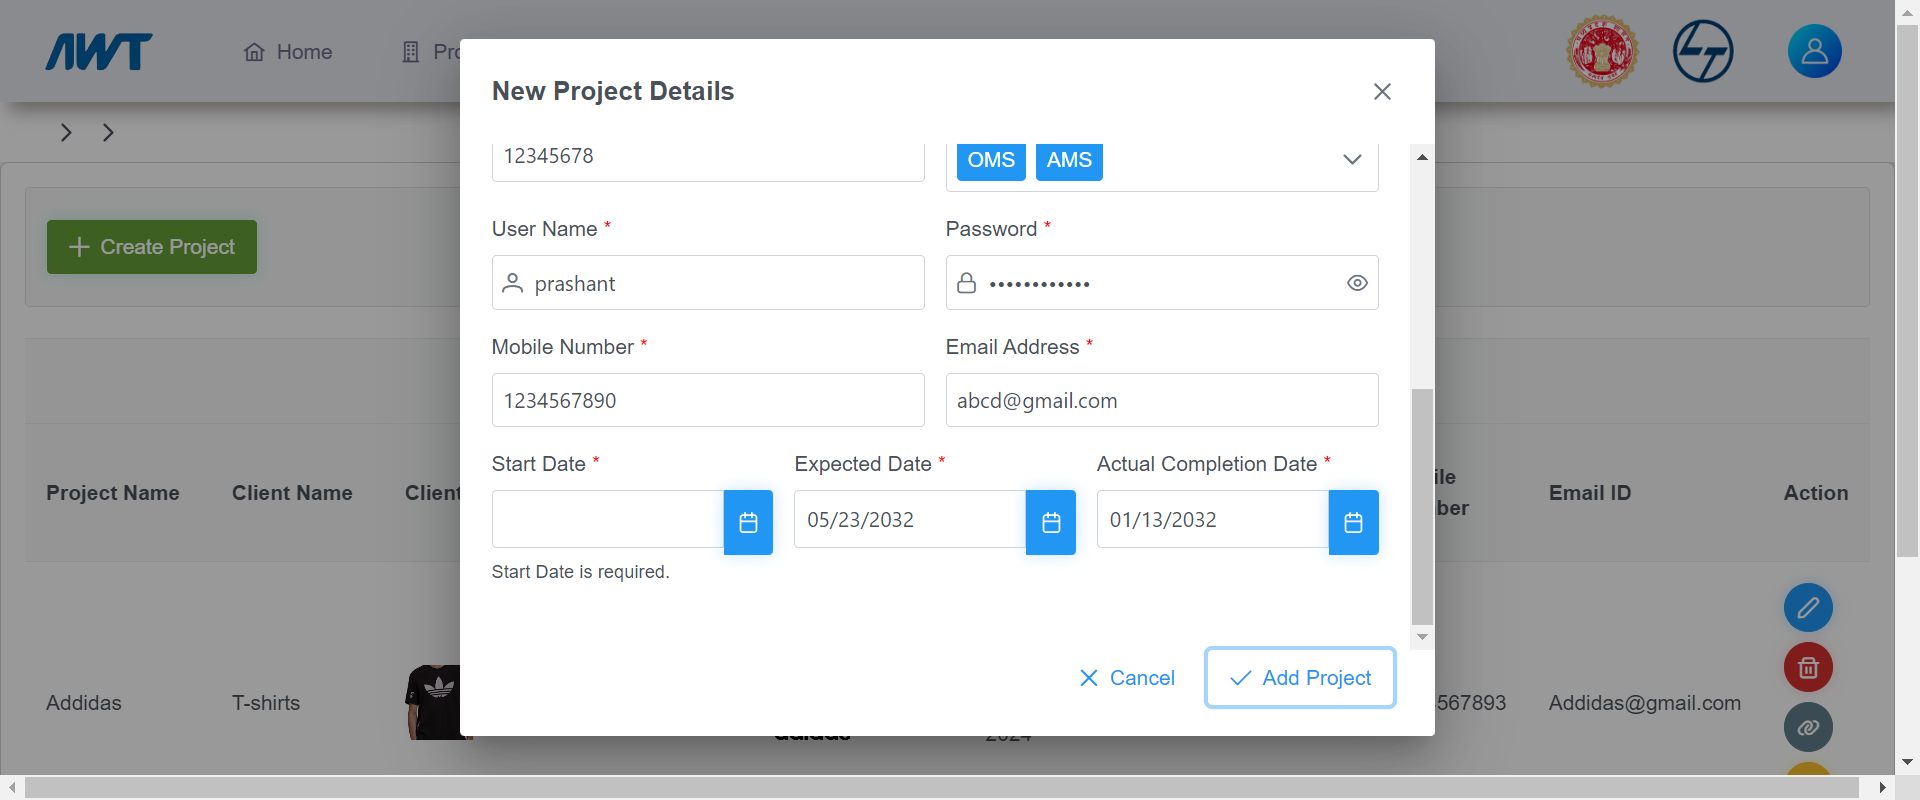 AWT
Home
Pro
New Project Details
12345678
OMS AMS
Create Project
User Name *
Password *
prashant
••••••••••••
Mobile Number *
Email Address *
1234567890
abcd@gmail.com
Start Date *
Expected Date *
Actual Completion Date *
05/23/2032
01/13/2032
Start Date is required.
Project Name
Client Name
Client
ile
ber
Email ID
Action
Cancel
Add Project
Addidas
T-shirts
567893
Addidas@gmail.com
adidas
2024